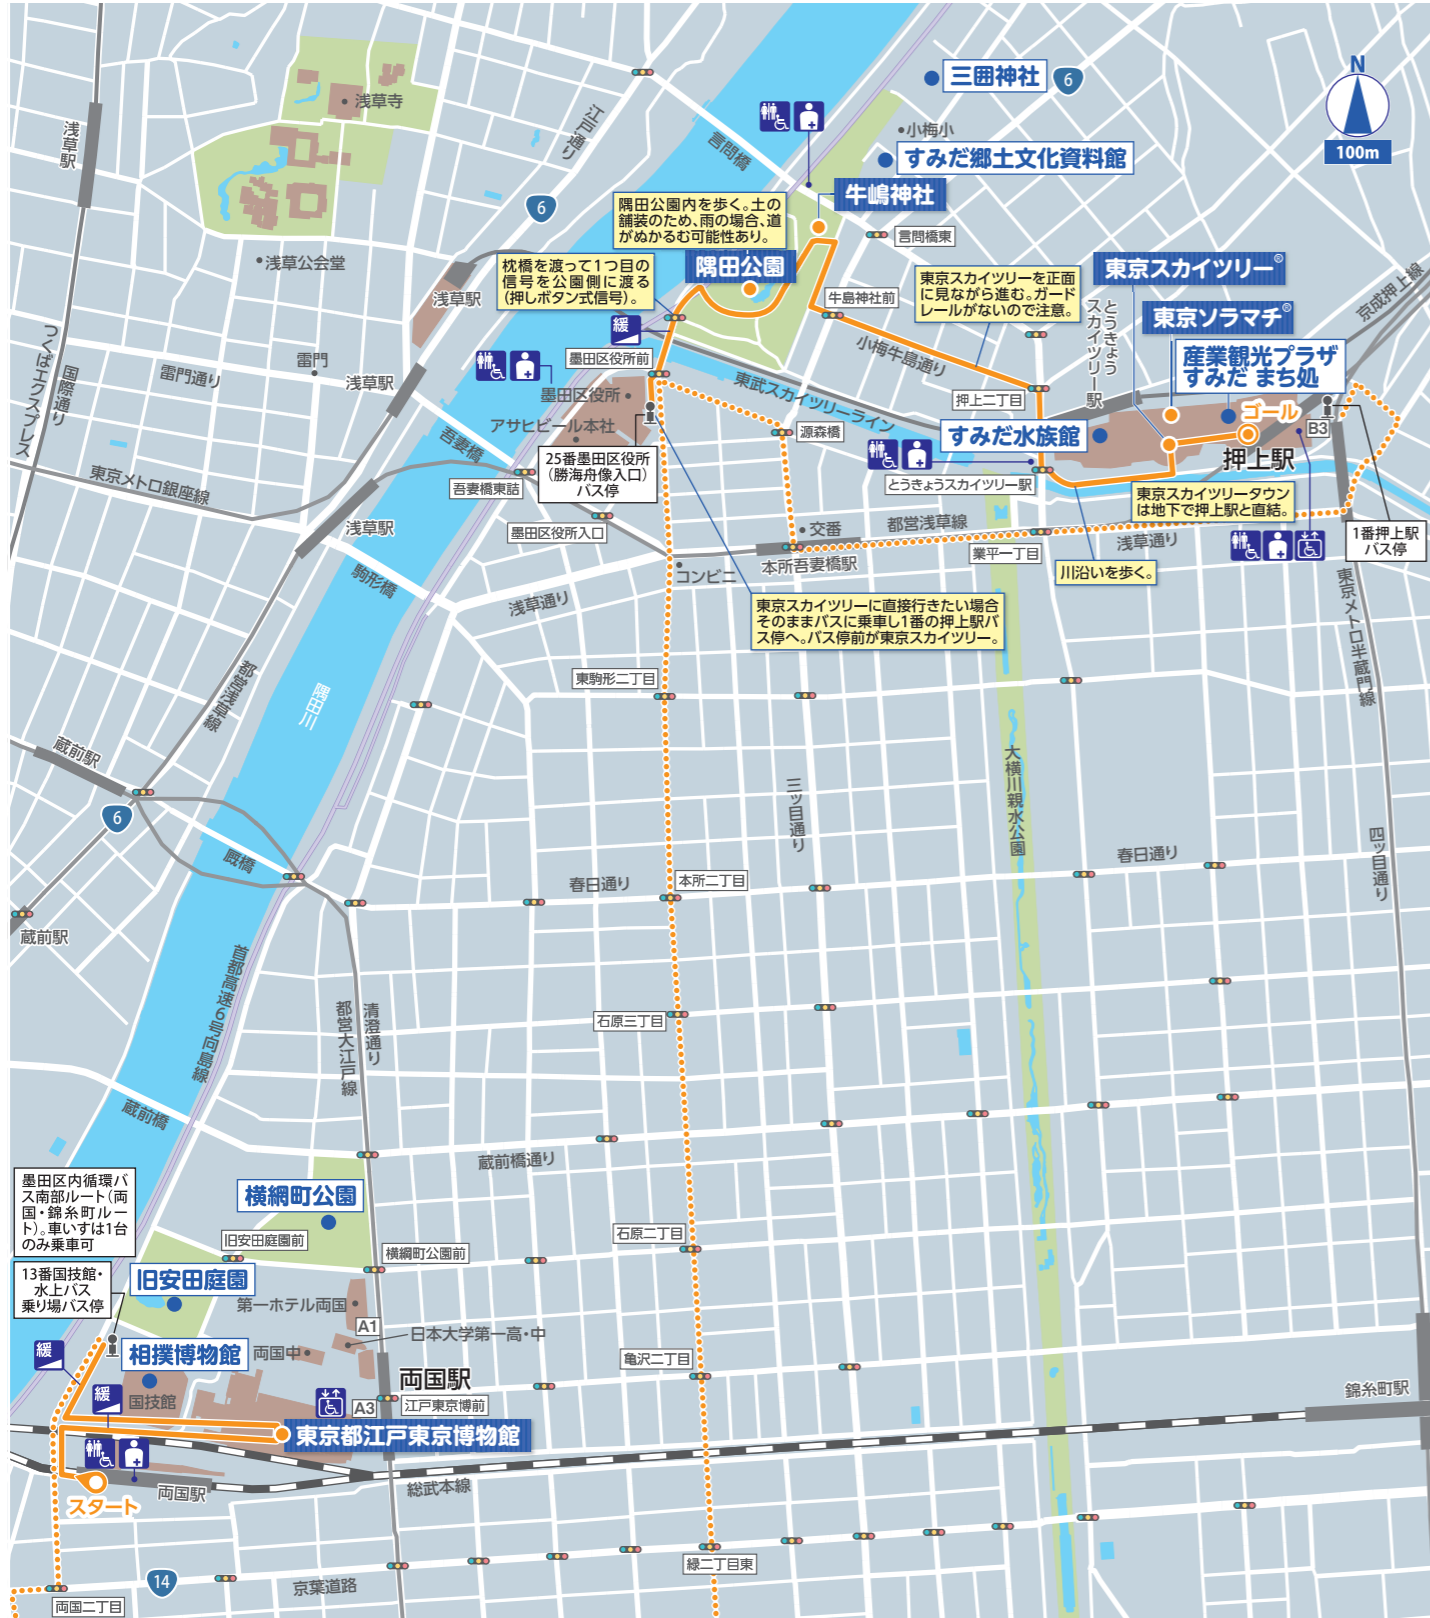 三囲神社
6
N
100m
浅草寺
江戸通り
言問橋
小梅小
すみだ郷土文化資料館
浅草駅
牛嶋神社
隅田公園内を歩く。土の
舗装のため、雨の場合、道
がぬかるむ可能性あり。
6
言問橋東
浅草公会堂
枕橋を渡って1つ目の
信号を公園側に渡る
(押しボタン式信号)。
隅田公園
東京スカイツリーを正面
に見ながら進む。ガード
レールがないので注意。
東京スカイツリー®
京成押上線
浅草駅
牛島神社前
とうきょう
スカイツリー駅
東京ソラマチ®
緩
小梅牛島通り
産業観光プラザ
すみだ まち処
つくばエクスプレス
国際通り
雷門
雷門通り
浅草駅
墨田区役所前
墨田区役所
東武スカイツリーライン
押上二丁目
ゴール
アサヒビール本社
源森橋
すみだ水族館
B3
押上駅
吾妻橋
25番墨田区役所
(勝海舟像入口)
バス停
東京メトロ銀座線
吾妻橋東詰
とうきょうスカイツリー駅
東京スカイツリータウン
は地下で押上駅と直結。
浅草駅
墨田区役所入口
交番
都営浅草線
浅草通り
1番押上駅
バス停
本所吾妻橋駅
業平一丁目
川沿いを歩く。
駒形橋
コンビニ
浅草通り
東京スカイツリーに直接行きたい場合
そのままバスに乗車し1番の押上駅バ
ス停へ。バス停前が東京スカイツリー。
東京メトロ半蔵門線
都営浅草線
隅田川
東駒形二丁目
蔵前駅
大横川親水公園
三ッ目通り
6
厩橋
四ッ目通り
春日通り
春日通り
本所二丁目
蔵前駅
首都高速6号向島線
都営大江戸線
清澄通り
石原三丁目
蔵前橋
蔵前橋通り
墨田区内循環バ
ス南部ルート(両
国・錦糸町ルー
ト)。車いすは1台
のみ乗車可
横網町公園
旧安田庭園前
横網町公園前
石原二丁目
13番国技館・
水上バス
乗り場バス停
旧安田庭園
第一ホテル両国
A1
日本大学第一高・中
緩
相撲博物館
両国中
両国駅
亀沢二丁目
緩
国技館
A3
江戸東京博前
錦糸町駅
東京都江戸東京博物館
両国駅
総武本線
スタート
緑二丁目東
14
京葉道路
両国二丁目